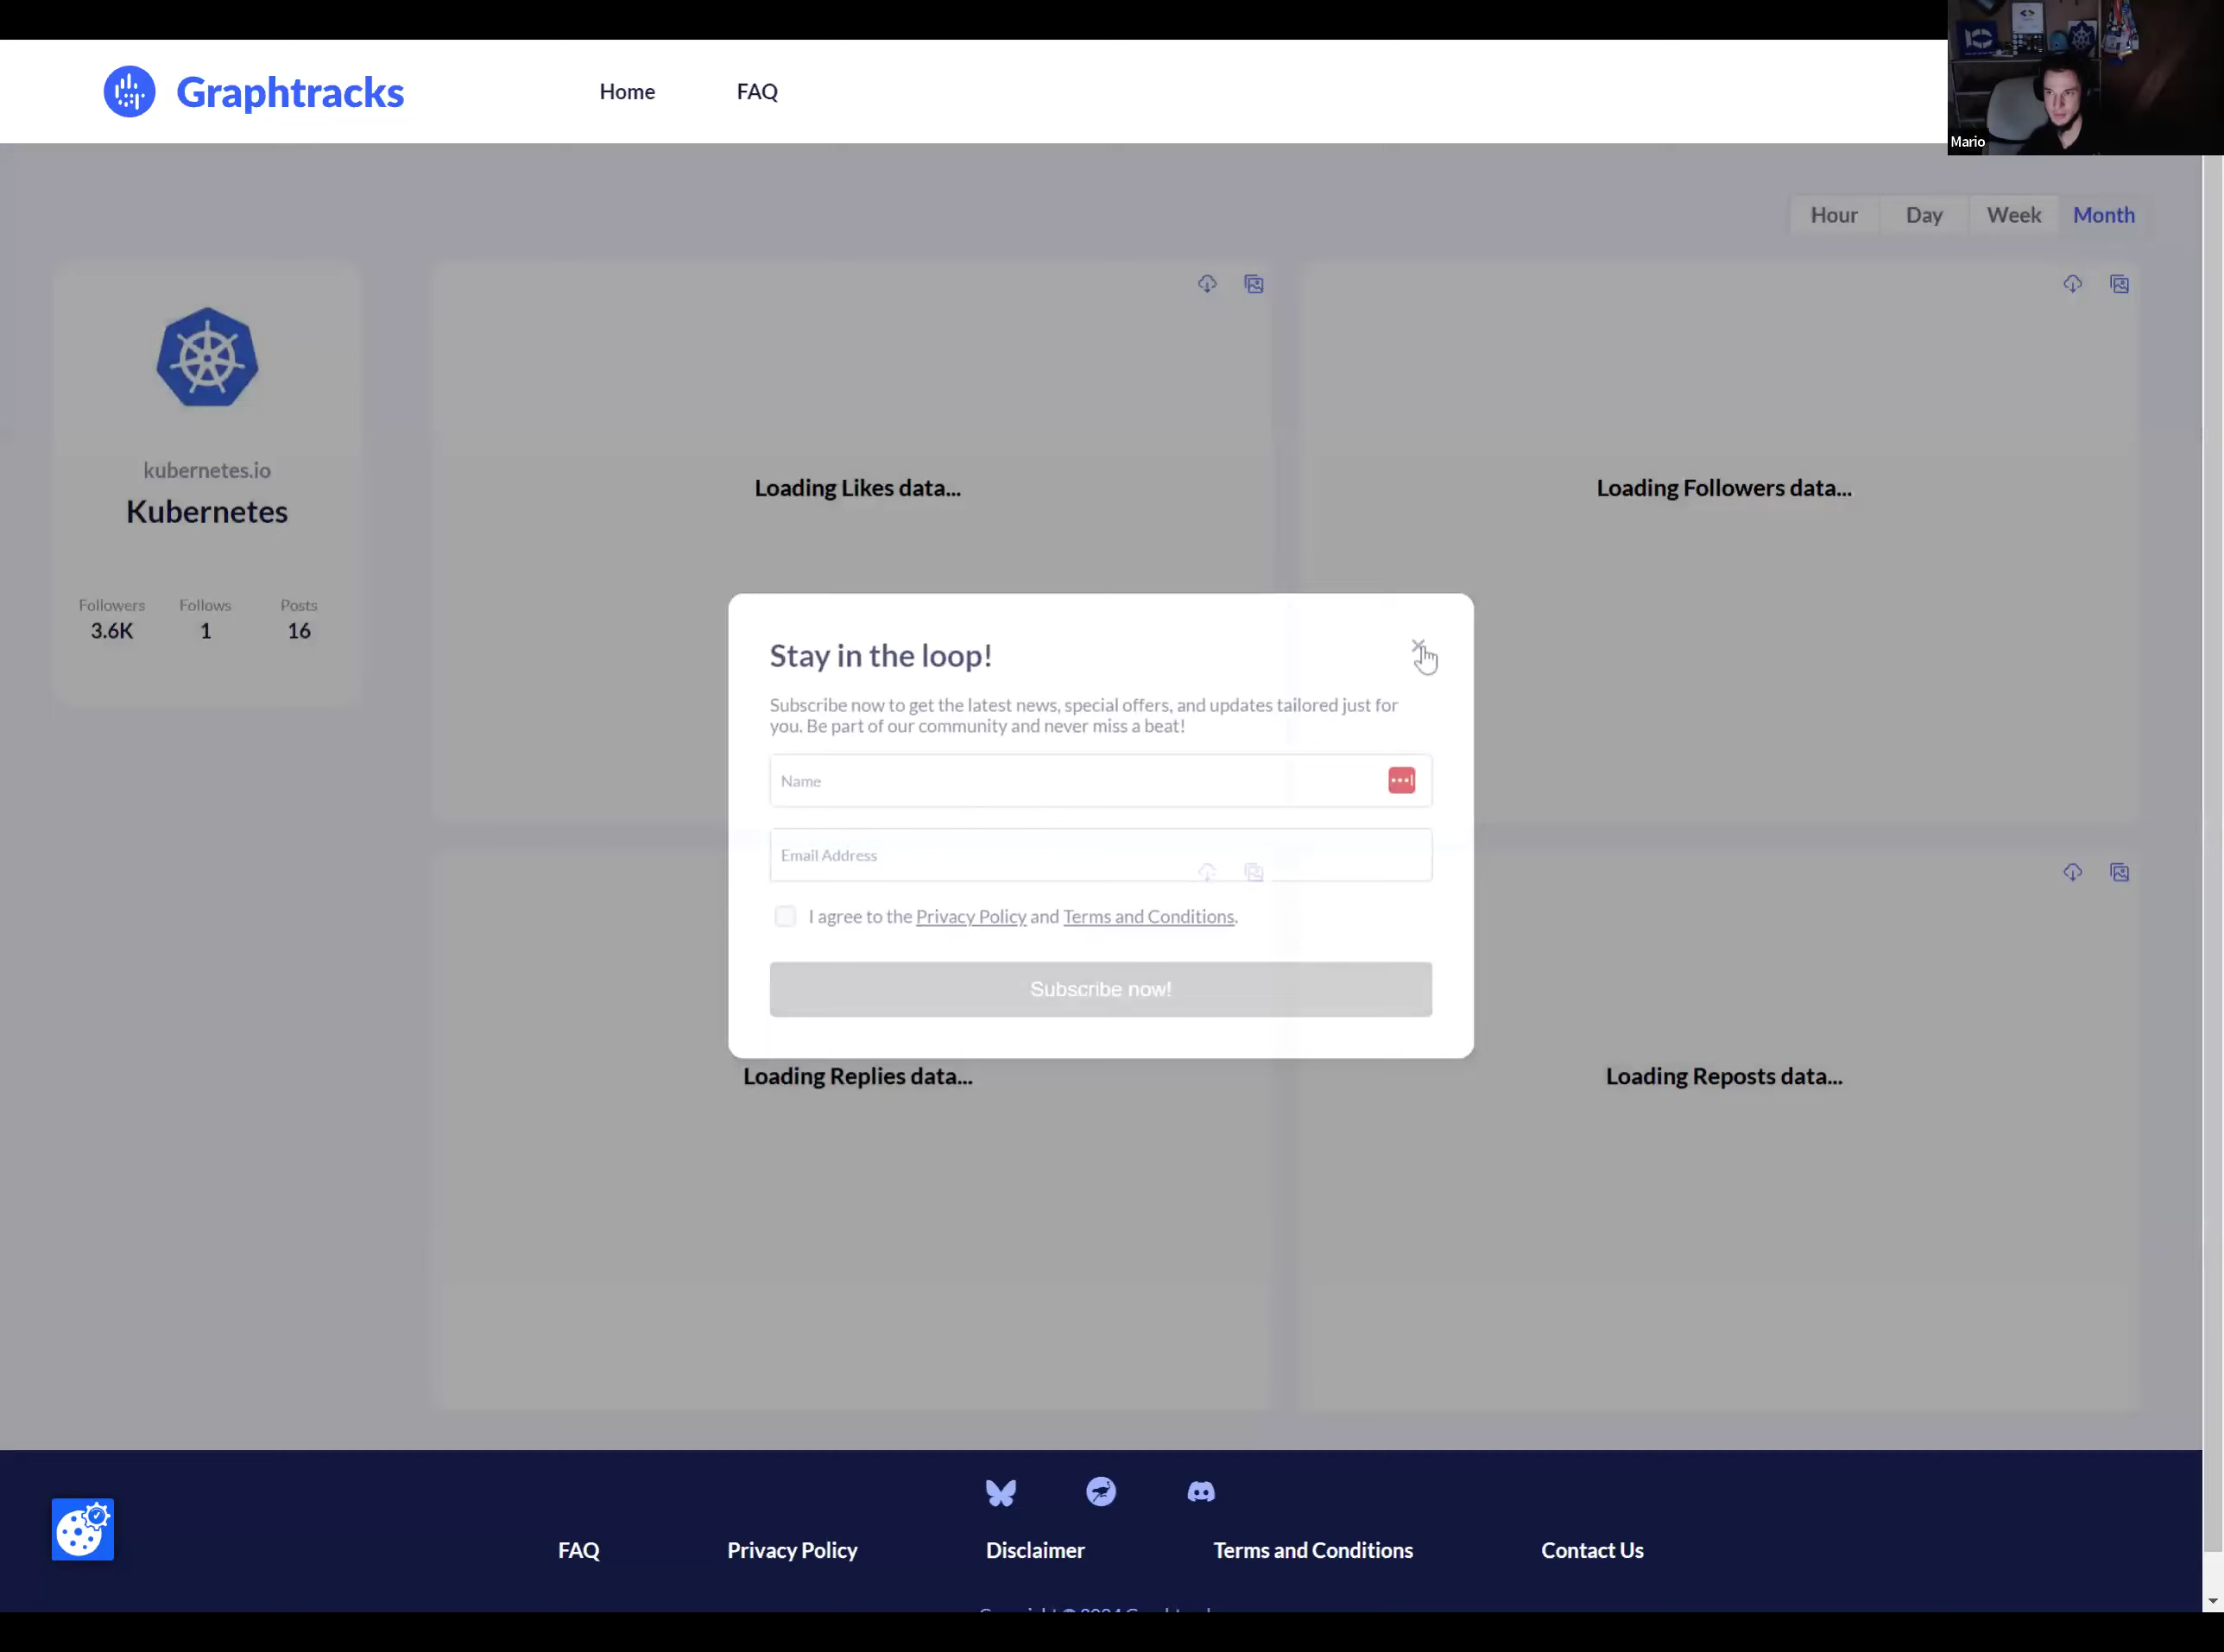 Graphtracks
Home
FAQ
Mario
Hour
Day
Week
Month
kubernetes.io
Kubernetes
Followers
Follows
Posts
3.6K
1
16
Loading Likes data...
Loading Followers data...
Stay in the loop!
Subscribe now to get the latest news, special offers, and updates tailored just for
you. Be part of our community and never miss a beat!
Name
Email Address
I agree to the Privacy Policy and Terms and Conditions.
Subscribe now!
Loading Replies data...
Loading Reposts data...
FAQ
Privacy Policy
Disclaimer
Terms and Conditions
Contact Us